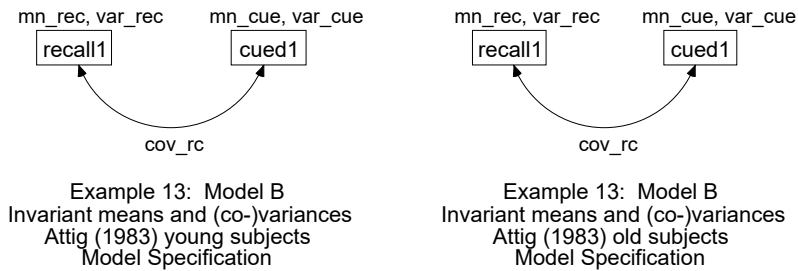 mn_rec, var_rec
mn_cue, var_cue
recall1
cued1
cov_rc
Example 13: Model B
Invariant means and (co-)variances
Attig (1983) young subjects
Model Specification
mn_rec, var_rec
mn_cue, var_cue
recall1
cued1
cov_rc
Example 13: Model B
Invariant means and (co-)variances
Attig (1983) old subjects
Model Specification